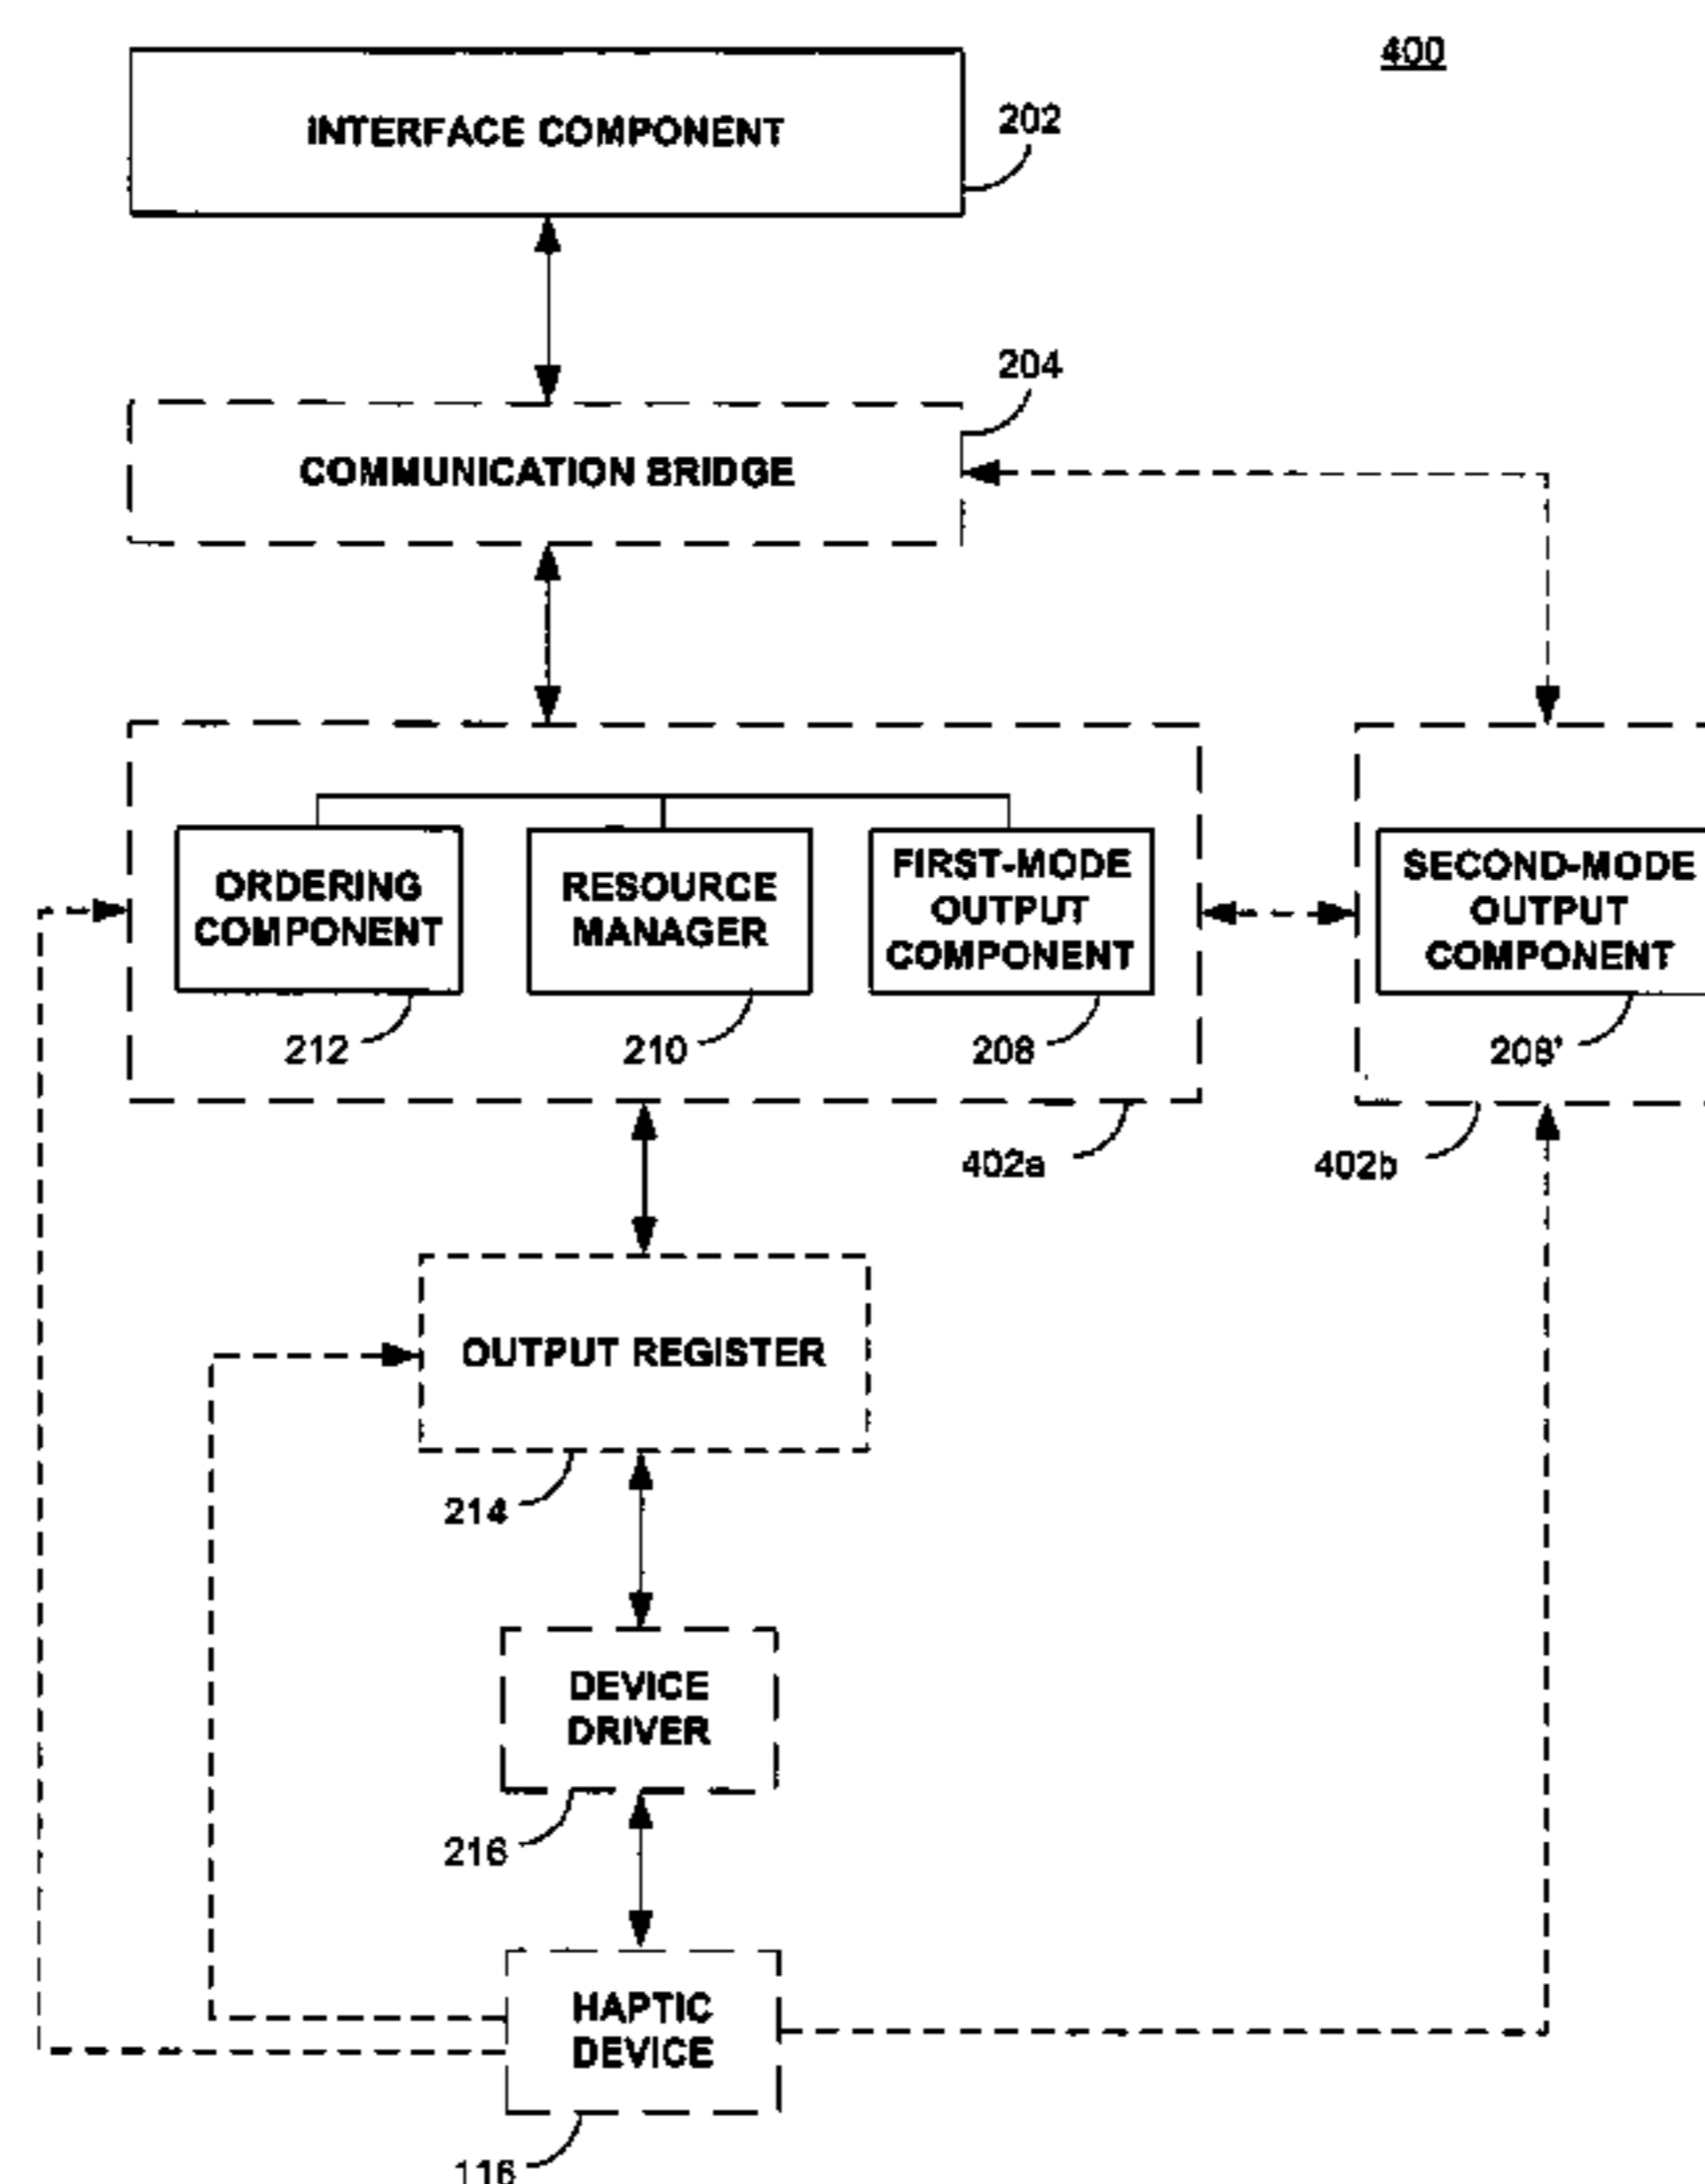 400
INTERFACE COMPONENT
202
204
COMMUNICATION BRIDGE
ORDERING
COMPONENT
RESOURCE
MANAGER
FIRST-MODE
OUTPUT
COMPONENT
SECOND-MODE
OUTPUT
COMPONENT
212
210
208
208'
402a
402b
OUTPUT REGISTER
214
DEVICE
DRIVER
216
HAPTIC
DEVICE
116